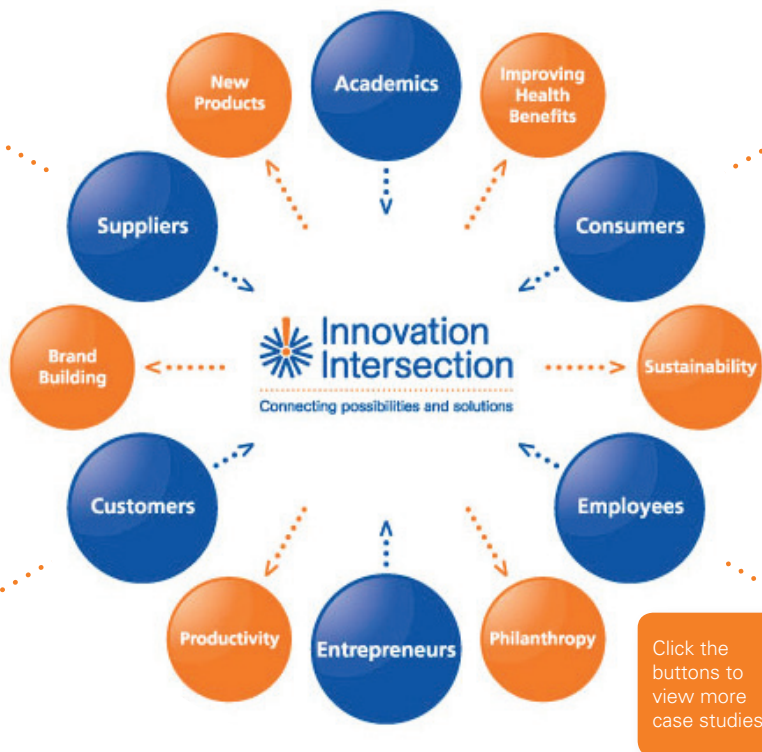 Academics
New
Products
Improving
Health
Benefits
Suppliers
Consumers
Innovation
Intersection
Connecting possibilities and solutions
Brand
Building
Sustainability
Customers
Employees
Productivity
Entrepreneurs
Philanthropy
Click the
buttons to
view more
case studies